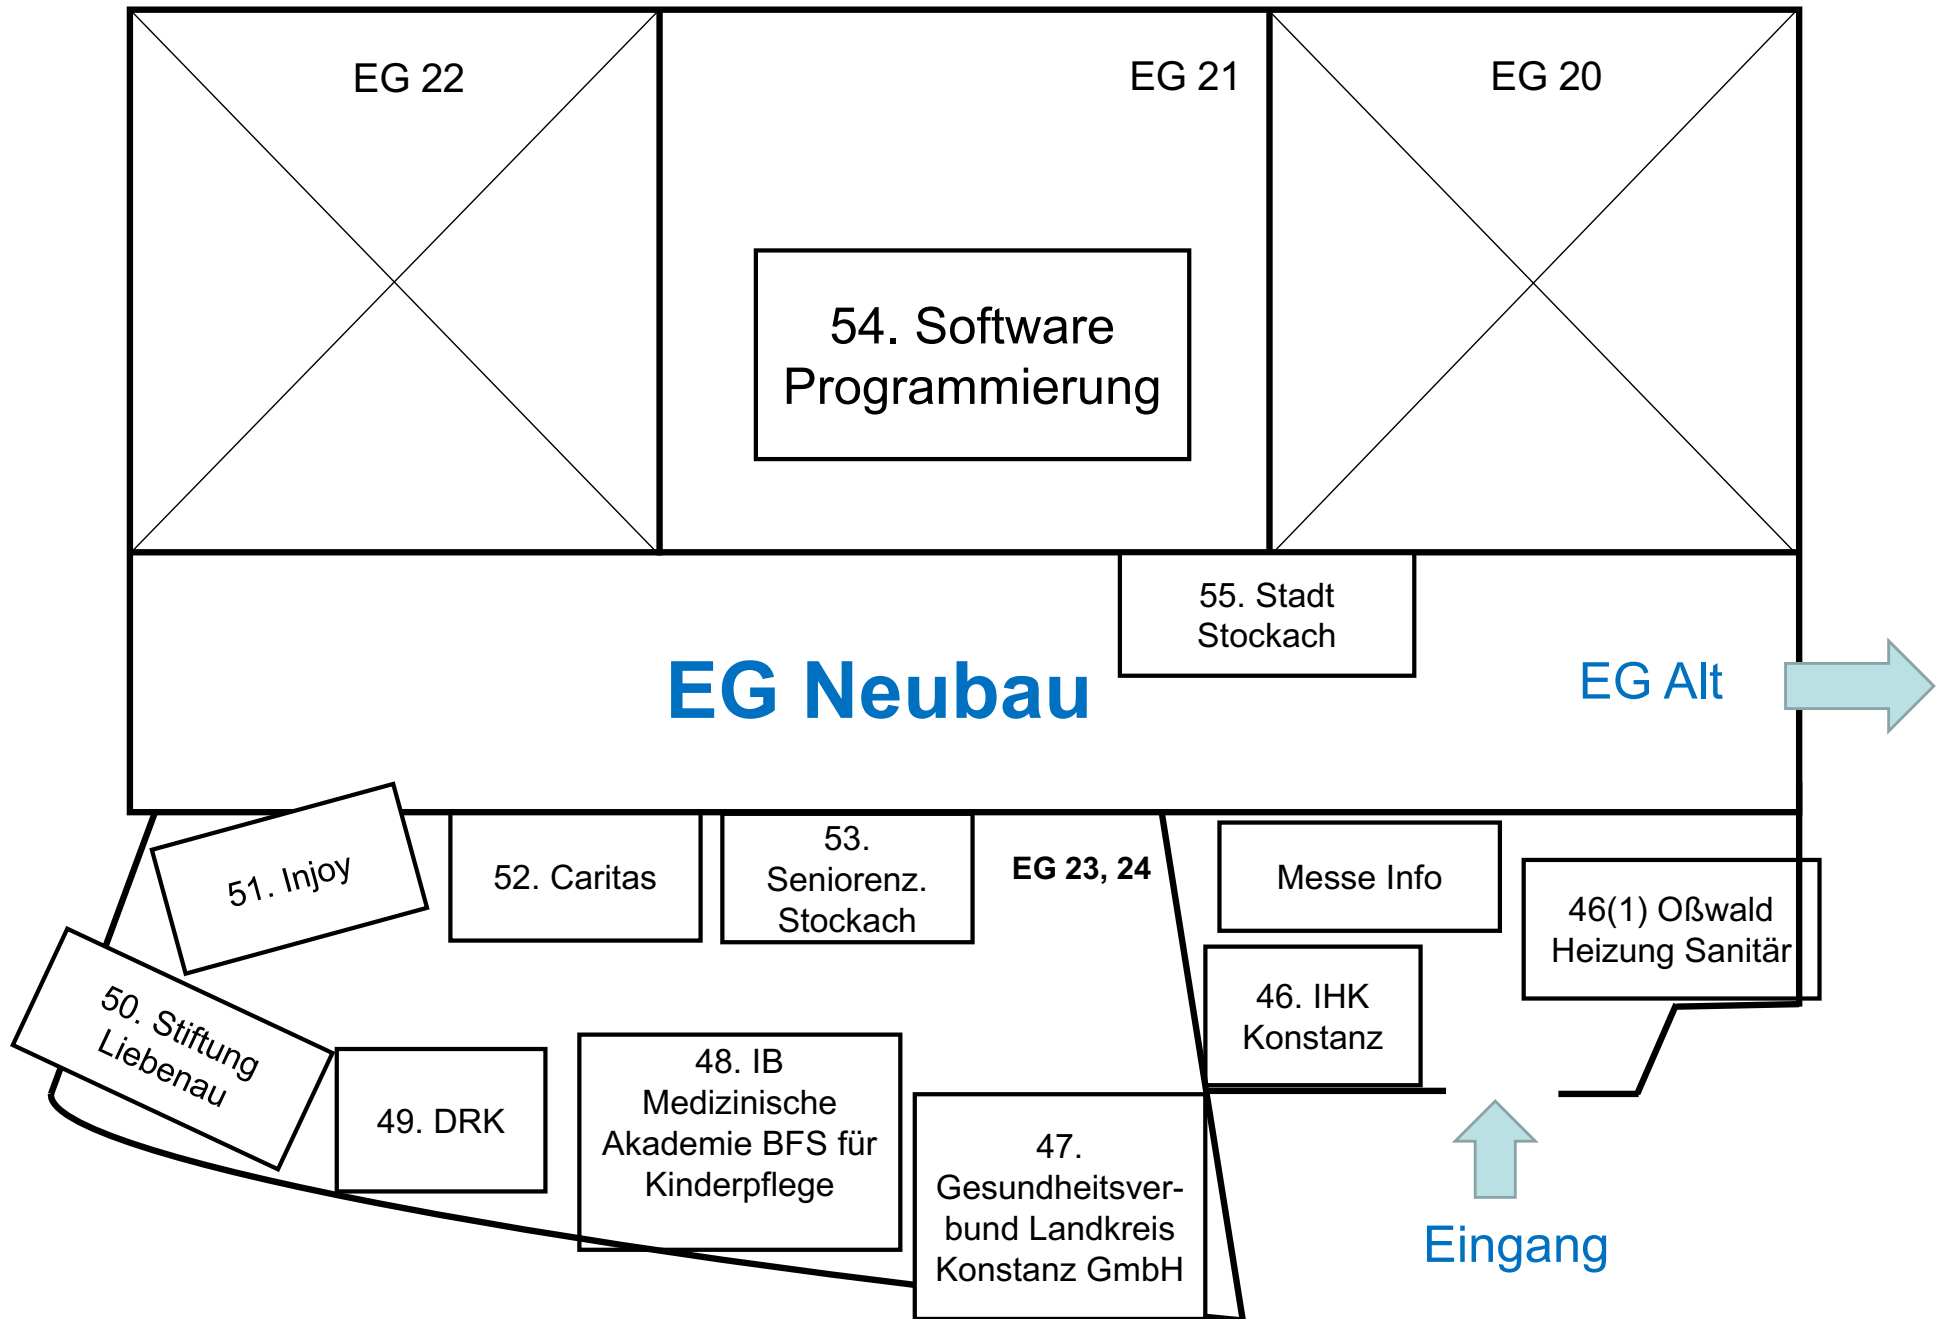 EG 22
EG 21
EG 20
54. Software
Programmierung
55. Stadt
Stockach
EG Neubau
EG Alt
51. Injoy
52. Caritas
53.
Seniorenz.
Stockach
EG 23, 24
Messe Info
46(1) Oßwald
Heizung Sanitär
50. Stiftung
Liebenau
49. DRK
48. IB
Medizinische
Akademie BFS für
Kinderpflege
47.
Gesundheitsver-
bund Landkreis
Konstanz GmbH
46. IHK
Konstanz
Eingang